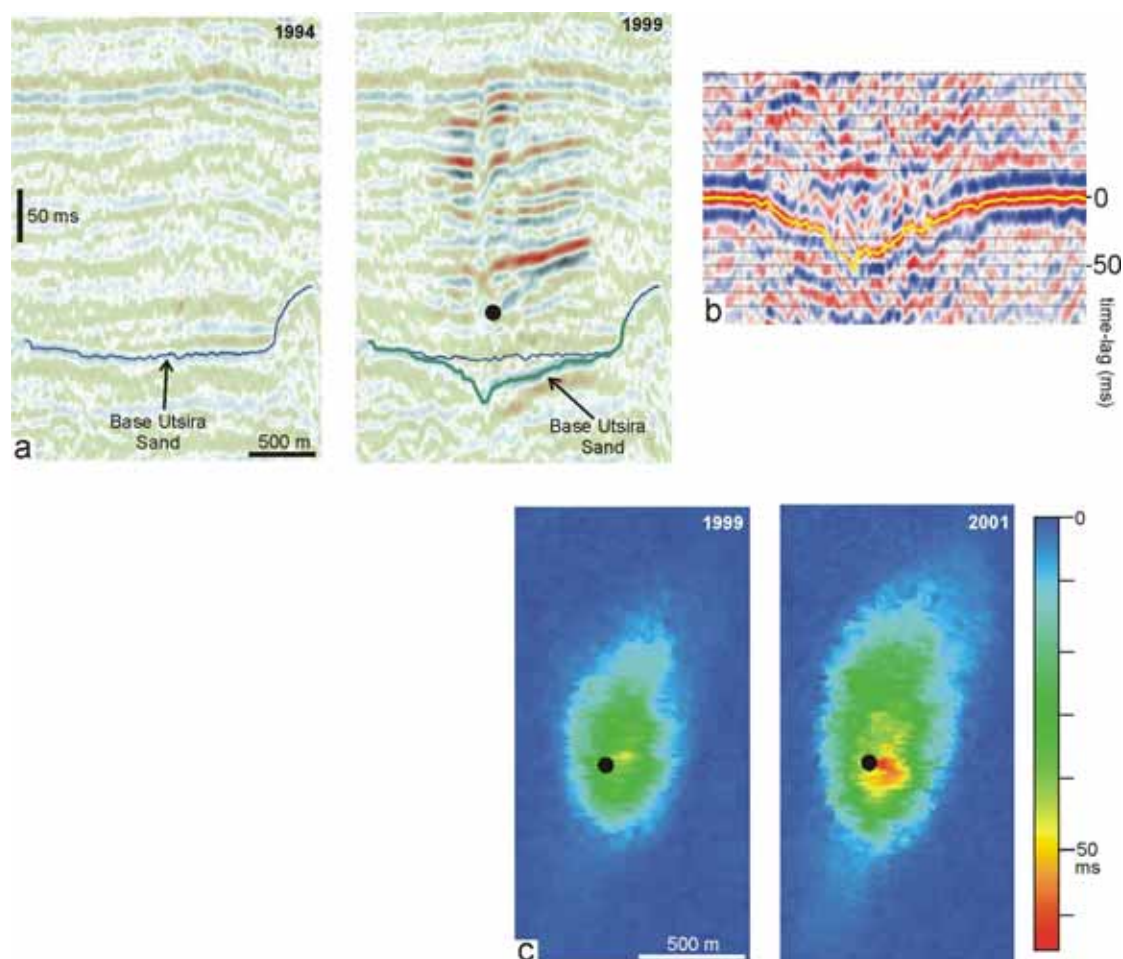 1994
1999
50 ms
Base Utsira
Sand
500 m
a
Base Utsira
Sand
0
50
time-lag (ms)
b
1999
2001
0
50
ms
500 m
c